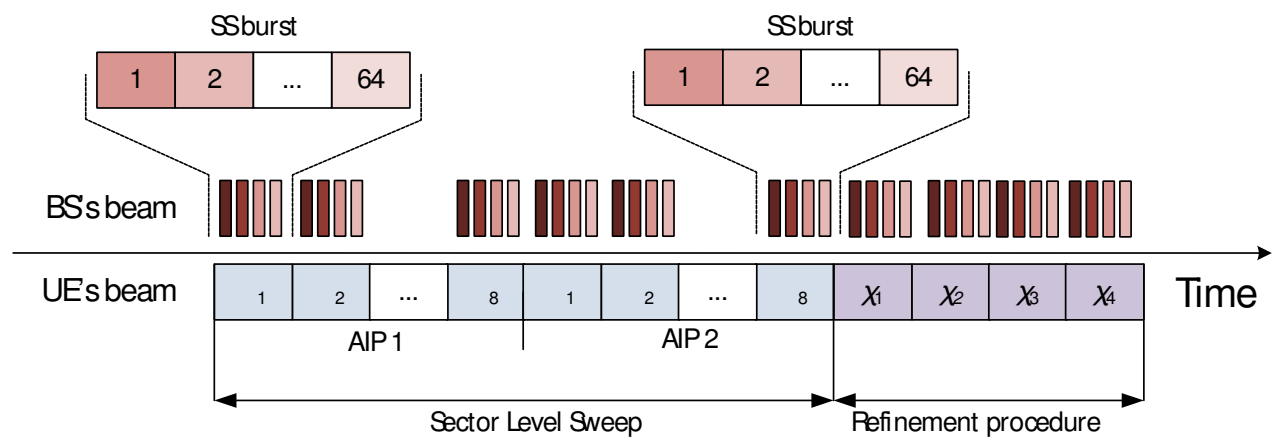 SS burst SS burst
1 2 ... 64 1 2 ... 64
BS's beam
UE's beam 1 2 ... 8 1 2 ... 8 χ1 χ2 χ3 χ4 Time
AIP 1 AIP 2
Sector Level Sweep Refinement procedure